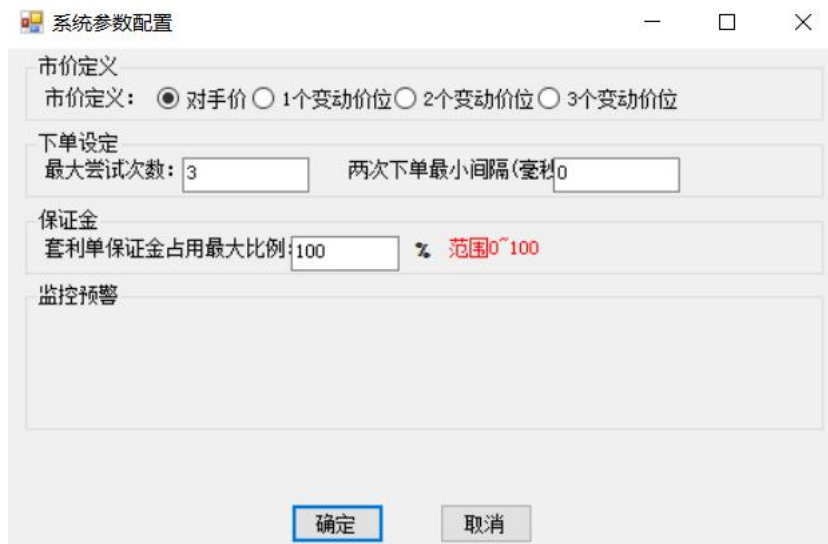 系统参数配置
市价定义
市价定义： 对手价 1个变动价位 2个变动价位 3个变动价位
下单设定
最大尝试次数： 3 两次下单最小间隔(毫秒 0
保证金
套利单保证金占用最大比例: 100 % 范围0~100
监控预警
确定 取消